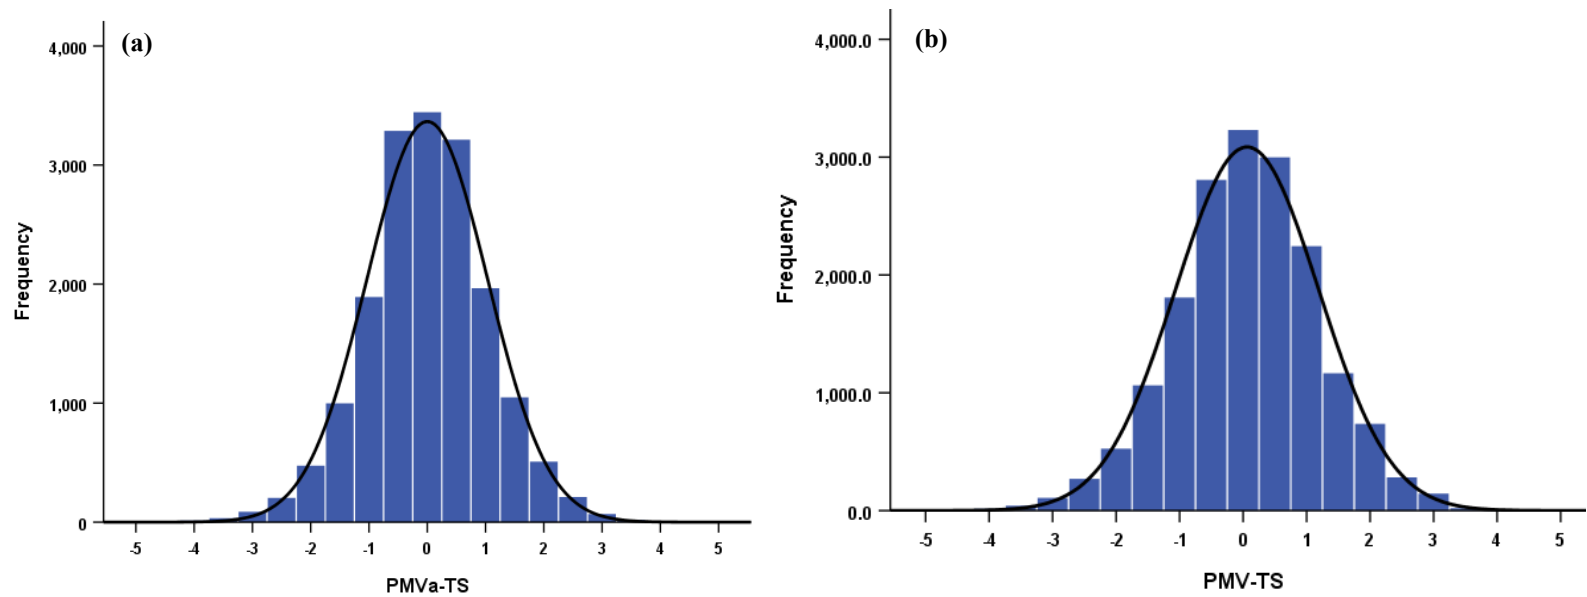 (a)
4,000
3,000
2,000
1,000
0
Frequency
-5 -4 -3 -2 -1 0 1 2 3 4 5
PMVa-TS
(b)
4,000.0
3,000.0
2,000.0
1,000.0
0.0
Frequency
-5 -4 -3 -2 -1 0 1 2 3 4 5
PMV-TS